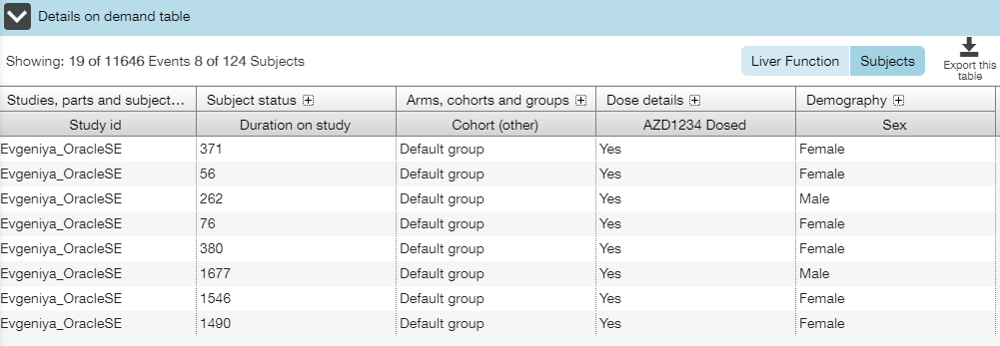 Details on demand table
Showing: 19 of 11646 Events 8 of 124 Subjects
Liver Function Subjects
Export this
table
Studies, parts and subject... Subject status Arms, cohorts and groups Dose details Demography
Study id Duration on study Cohort (other) AZD1234 Dosed Sex
Evgeniya_OracleSE 371 Default group Yes Female
Evgeniya_OracleSE 56 Default group Yes Female
Evgeniya_OracleSE 262 Default group Yes Male
Evgeniya_OracleSE 76 Default group Yes Female
Evgeniya_OracleSE 380 Default group Yes Female
Evgeniya_OracleSE 1677 Default group Yes Male
Evgeniya_OracleSE 1546 Default group Yes Female
Evgeniya_OracleSE 1490 Default group Yes Female